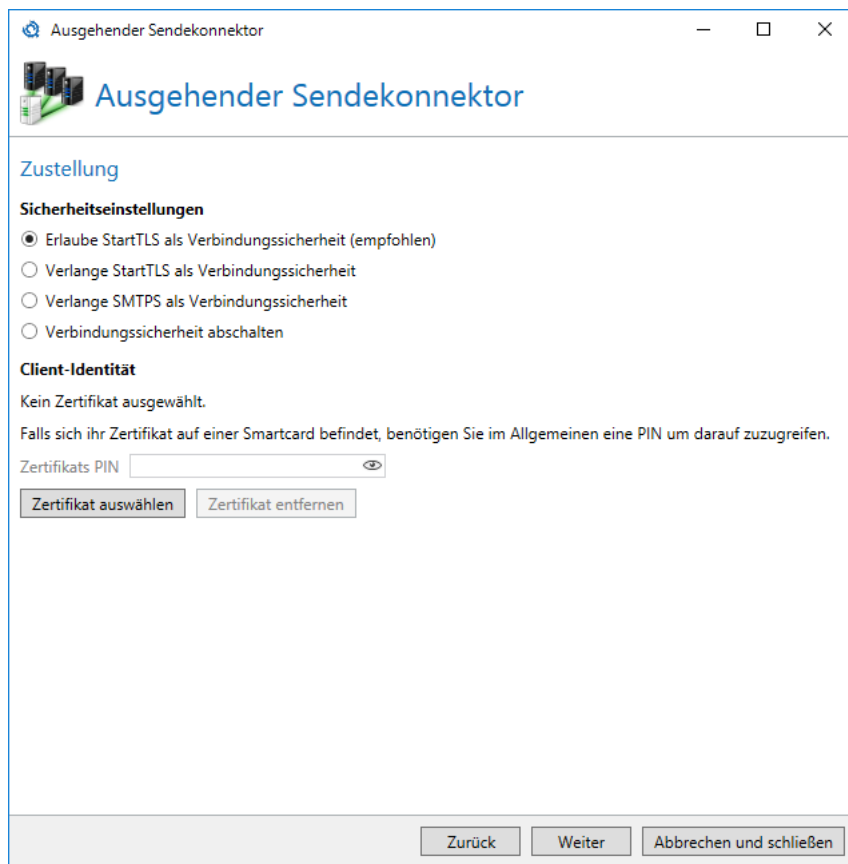 Ausgehender Sendekonnektor
Ausgehender Sendekonnektor
Zustellung
Sicherheitseinstellungen
Erlaube StartTLS als Verbindungssicherheit (empfohlen)
Verlange StartTLS als Verbindungssicherheit
Verlange SMTPS als Verbindungssicherheit
Verbindungssicherheit abschalten
Client-Identität
Kein Zertifikat ausgewählt.
Falls sich ihr Zertifikat auf einer Smartcard befindet, benötigen Sie im Allgemeinen eine PIN um darauf zuzugreifen.
Zertifikats PIN
Zertifikat auswählen Zertifikat entfernen
Zurück Weiter Abbrechen und schließen